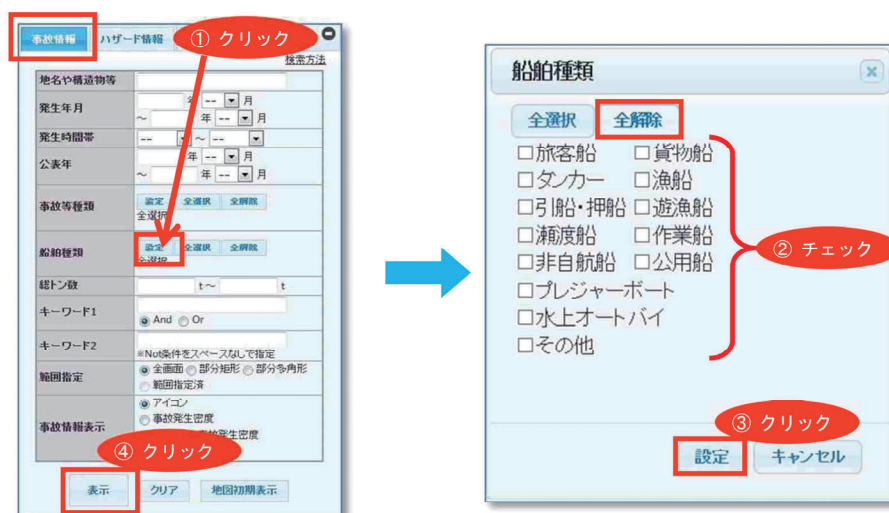 事故情報 ハザード情報
① クリック
検索方法
地名や構造物等
発生年月 年 -- 月
～ 年 -- 月
発生時間帯 -- ～ --
公表年 年 -- 月
～ 年 -- 月
事故等種類 設定 全選択 全解除
全選択
船舶種類 設定 全選択 全解除
全選択
総トン数 t～ t
キーワード1
And Or
キーワード2
※Not条件をスペースなしで指定
範囲指定 全画面 部分矩形 部分多角形
範囲指定済
事故情報表示 アイコン
事故発生密度
発生密度
④ クリック
表示 クリア 地図初期表示
船舶種類
全選択 全解除
□旅客船 □貨物船
□タンカー □漁船
□引船・押船 □遊漁船
□瀬渡船 □作業船
□非自航船 □公用船
□プレジャーボート
□水上オートバイ
□その他
② チェック
③ クリック
設定 キャンセル